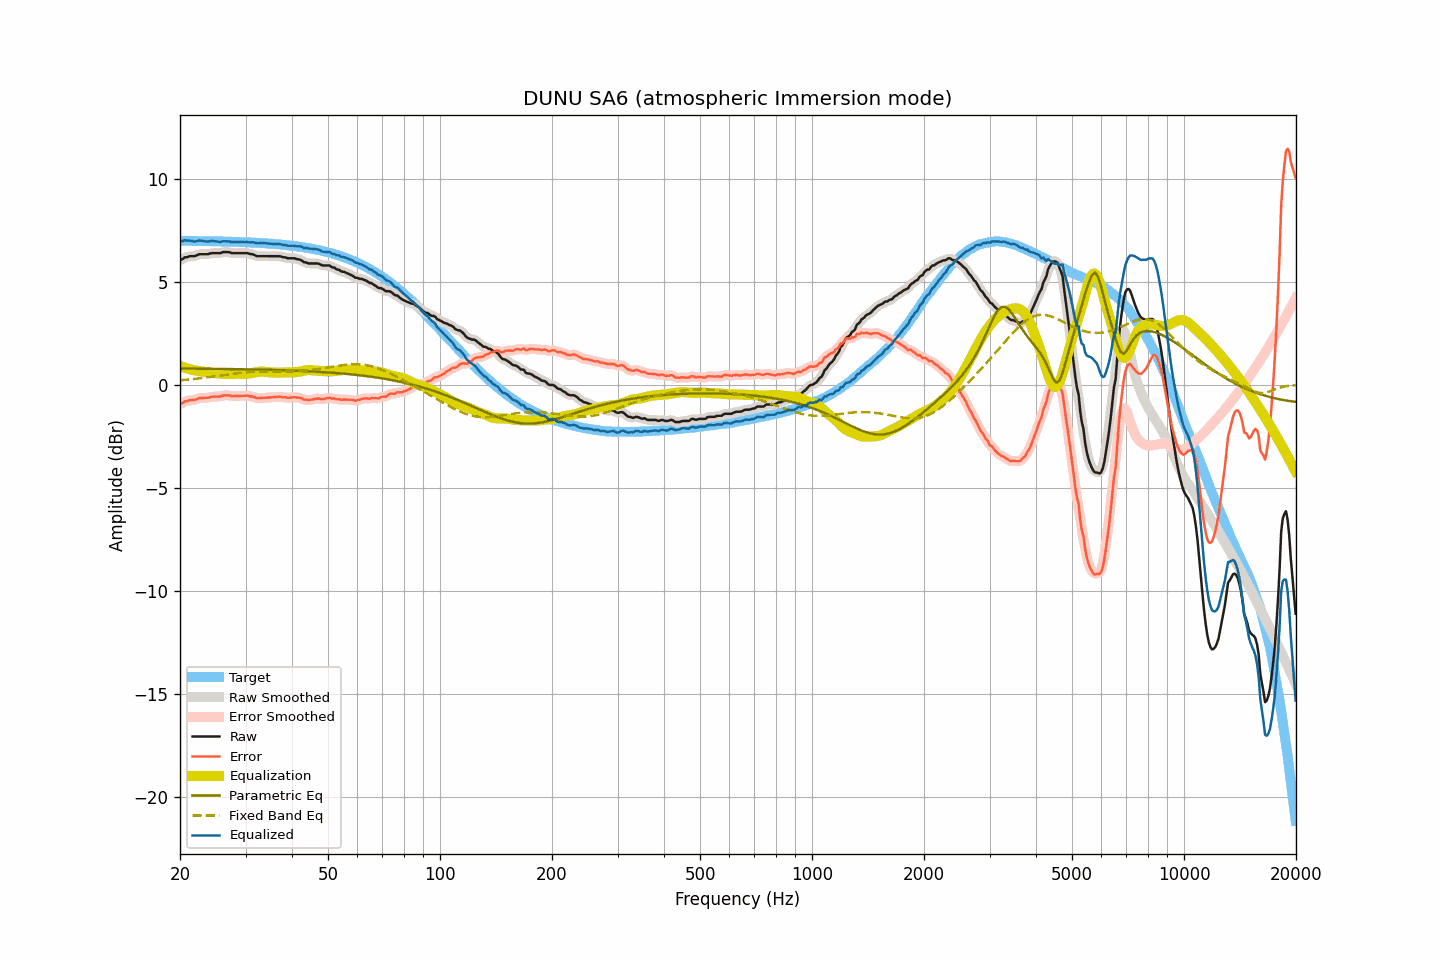 DUNU SA6 (atmospheric Immersion mode)
10
5
0
−5
−10
−15
−20
Amplitude (dBr)
Target
Raw Smoothed
Error Smoothed
Raw
Error
Equalization
Parametric Eq
Fixed Band Eq
Equalized
20 50 100 200 500 1000 2000 5000 10000 20000
Frequency (Hz)